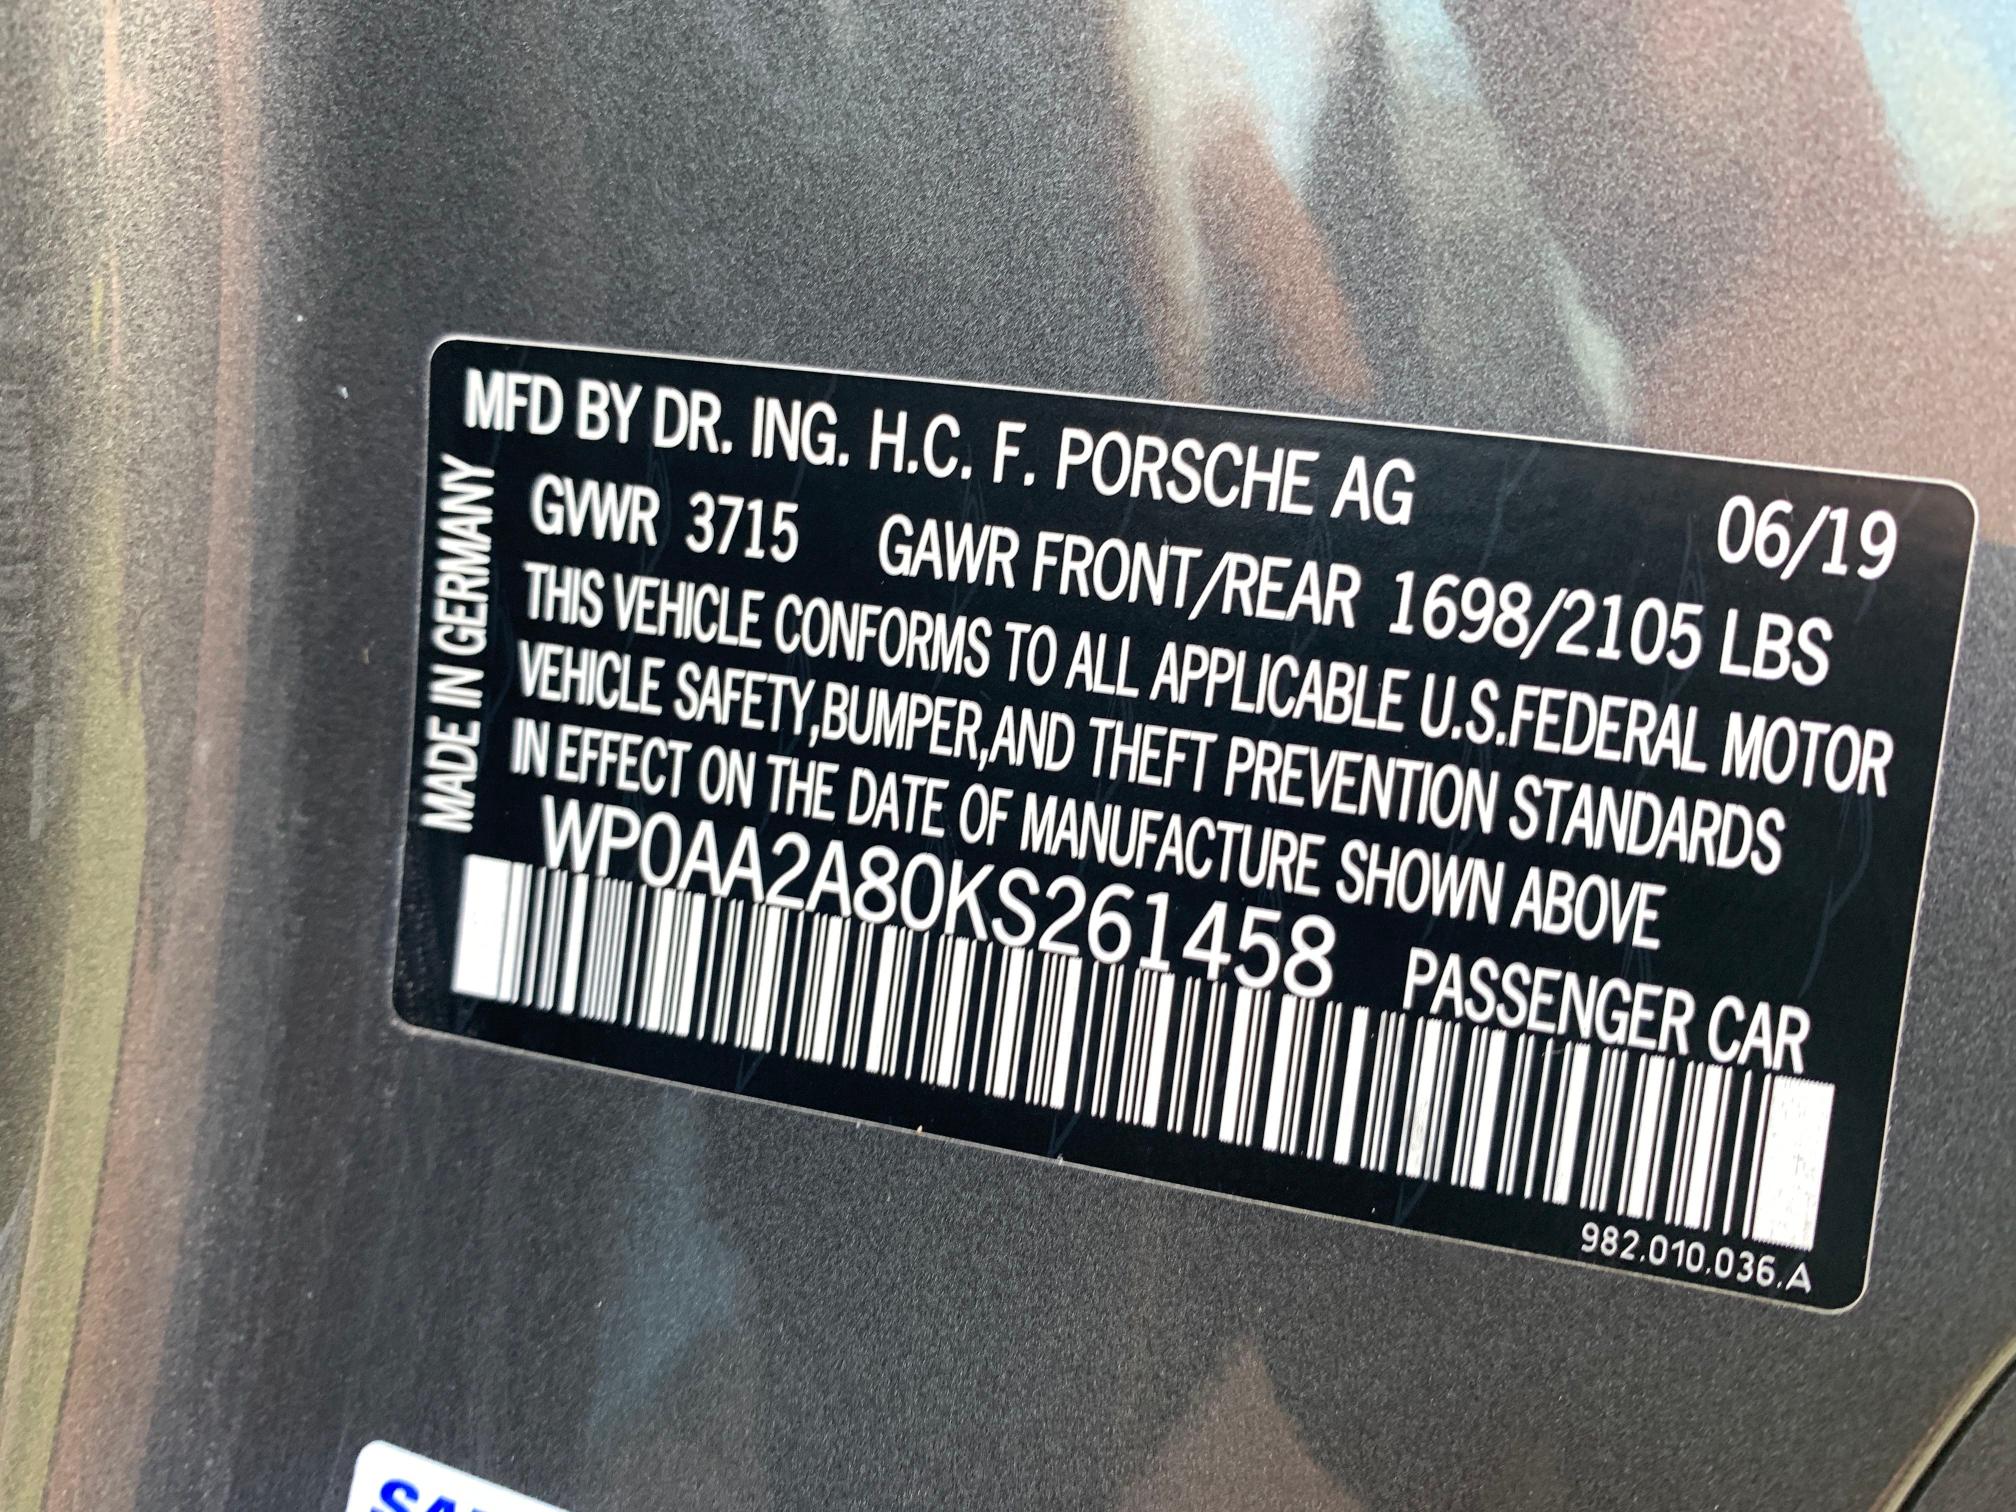 MFD BY DR. ING. H.C. F. PORSCHE AG
06/19
GVWR 3715 GAWR FRONT/REAR 1698/2105 LBS
THIS VEHICLE CONFORMS TO ALL APPLICABLE U.S.FEDERAL MOTOR
VEHICLE SAFETY,BUMPER,AND THEFT PREVENTION STANDARDS
IN EFFECT ON THE DATE OF MANUFACTURE SHOWN ABOVE
WP0AA2A80KS261458 PASSENGER CAR
982.010.036.A
MADE IN GERMANY